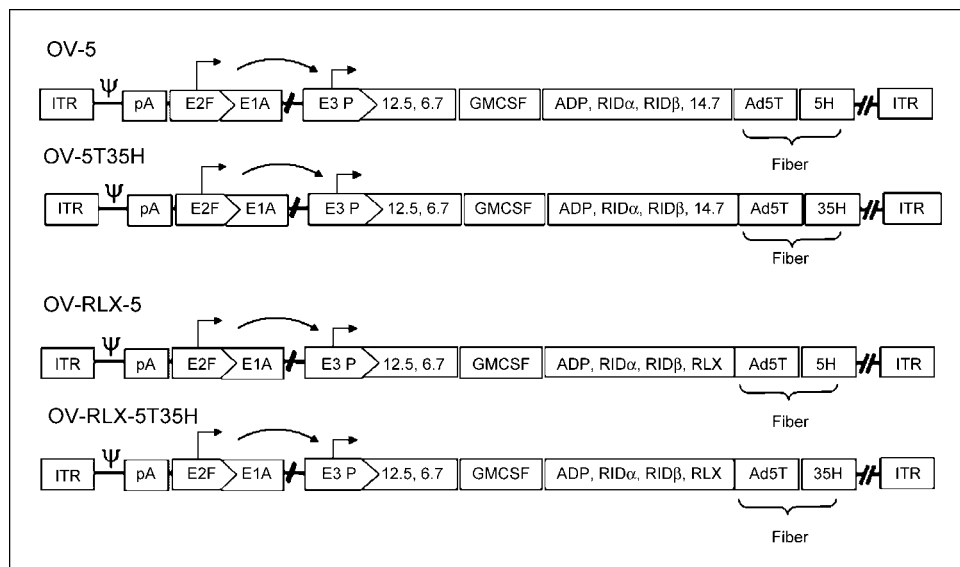 OV-5
ITR Ψ pA E2F E1A E3 P 12.5, 6.7 GMCSF ADP, RIDα, RIDβ, 14.7 Ad5T 5H ITR
Fiber
OV-5T35H
ITR Ψ pA E2F E1A E3 P 12.5, 6.7 GMCSF ADP, RIDα, RIDβ, 14.7 Ad5T 35H ITR
Fiber
OV-RLX-5
ITR Ψ pA E2F E1A E3 P 12.5, 6.7 GMCSF ADP, RIDα, RIDβ, RLX Ad5T 5H ITR
Fiber
OV-RLX-5T35H
ITR Ψ pA E2F E1A E3 P 12.5, 6.7 GMCSF ADP, RIDα, RIDβ, RLX Ad5T 35H ITR
Fiber